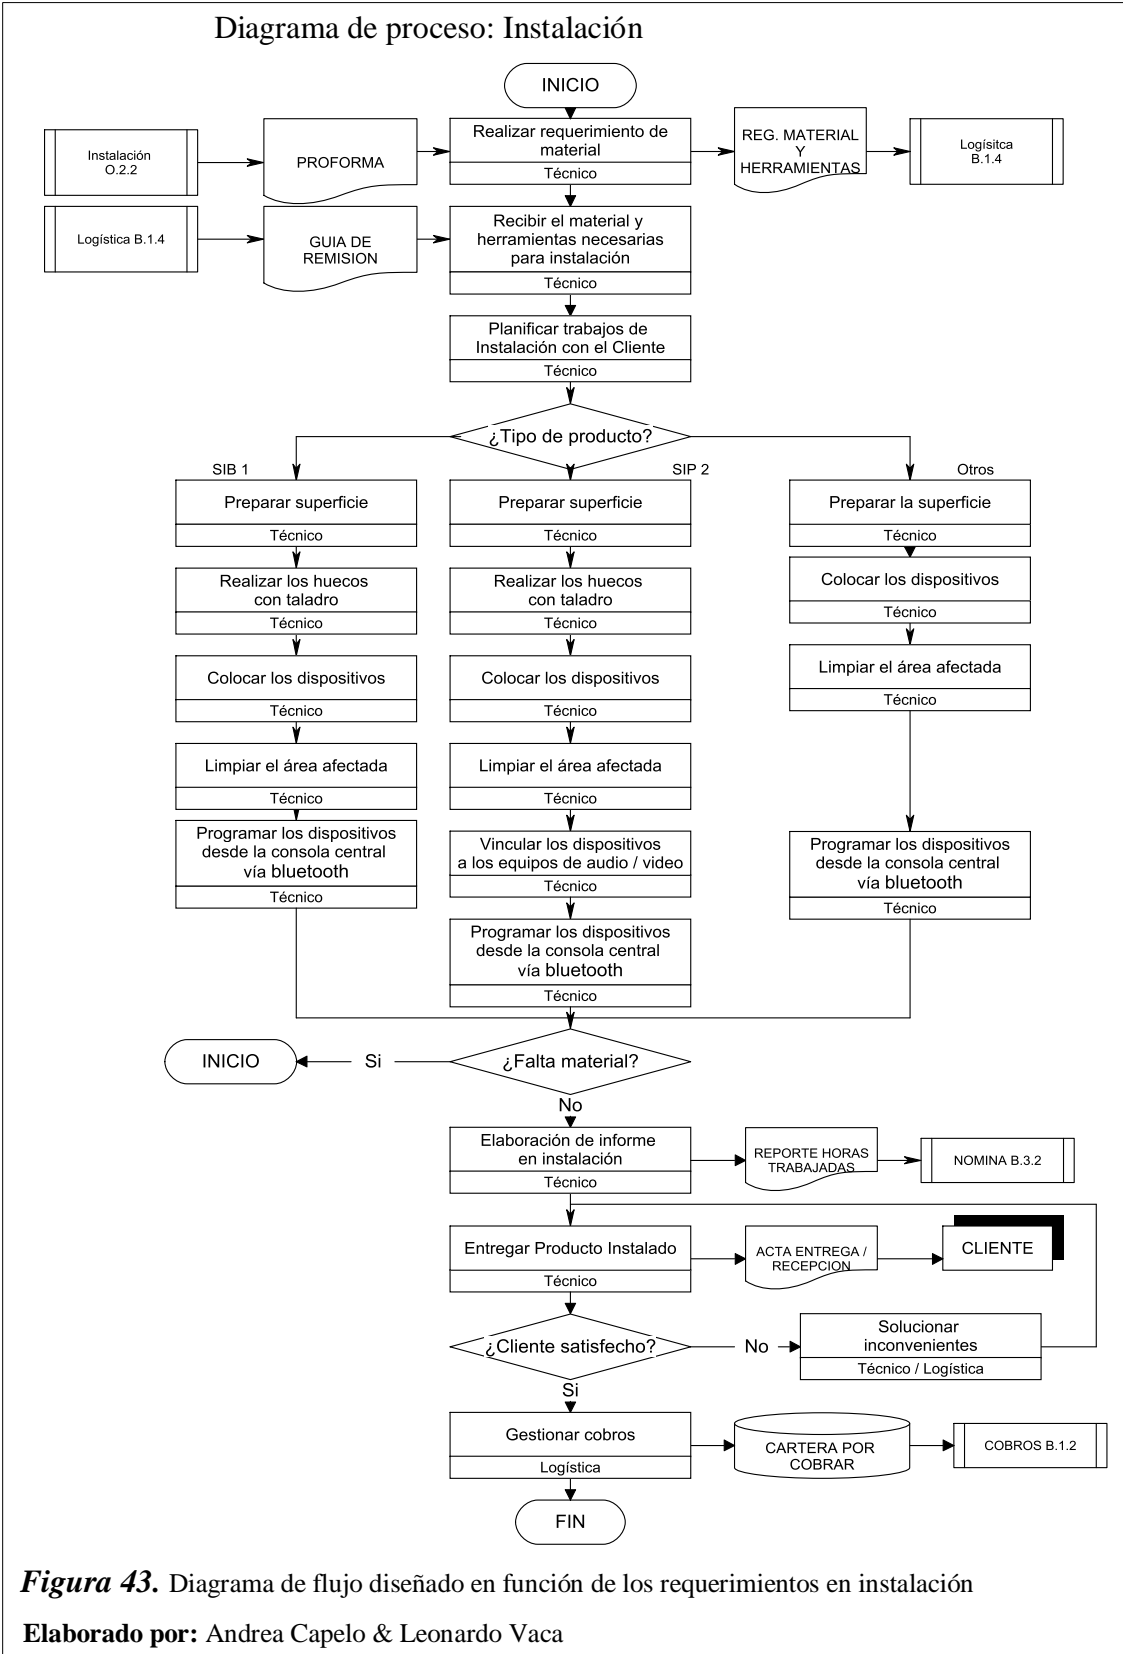 Diagrama de proceso: Instalación
INICIO
Instalación
O.2.2
PROFORMA
Realizar requerimiento de
material
Técnico
REG. MATERIAL
Y
HERRAMIENTAS
Logísitca
B.1.4
Logística B.1.4
GUIA DE
REMISION
Recibir el material y
herramientas necesarias
para instalación
Técnico
Planificar trabajos de
Instalación con el Cliente
Técnico
¿Tipo de producto?
SIB 1
SIP 2
Otros
Preparar superficie
Técnico
Realizar los huecos
con taladro
Técnico
Colocar los dispositivos
Técnico
Limpiar el área afectada
Técnico
Programar los dispositivos
desde la consola central
vía bluetooth
Técnico
Preparar superficie
Técnico
Realizar los huecos
con taladro
Técnico
Colocar los dispositivos
Técnico
Limpiar el área afectada
Técnico
Vincular los dispositivos
a los equipos de audio / video
Técnico
Programar los dispositivos
desde la consola central
vía bluetooth
Técnico
Preparar la superficie
Técnico
Colocar los dispositivos
Técnico
Limpiar el área afectada
Técnico
Programar los dispositivos
desde la consola central
vía bluetooth
Técnico
INICIO
Si
¿Falta material?
No
Elaboración de informe
en instalación
Técnico
REPORTE HORAS
TRABAJADAS
NOMINA B.3.2
Entregar Producto Instalado
Técnico
ACTA ENTREGA /
RECEPCION
CLIENTE
¿Cliente satisfecho?
No
Solucionar
inconvenientes
Técnico / Logística
Si
Gestionar cobros
Logística
CARTERA POR
COBRAR
COBROS B.1.2
FIN
Figura 43. Diagrama de flujo diseñado en función de los requerimientos en instalación
Elaborado por: Andrea Capelo & Leonardo Vaca